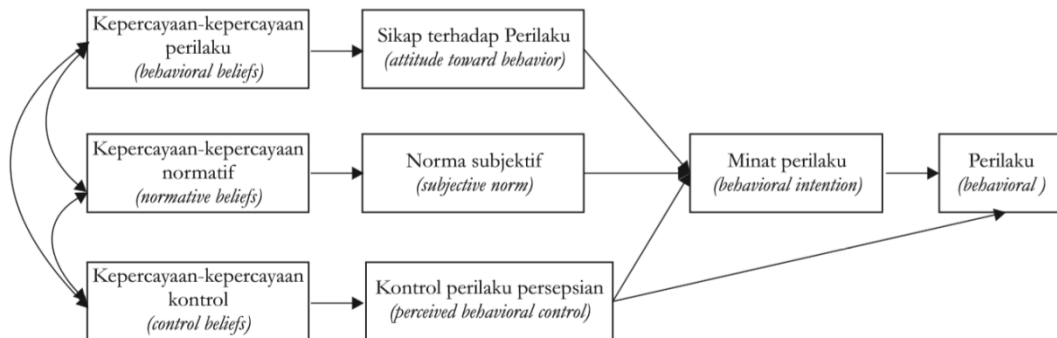 Kepercayaan-kepercayaan
perilaku
(behavioral beliefs)
Sikap terhadap Perilaku
(attitude toward behavior)
Kepercayaan-kepercayaan
normatif
(normative beliefs)
Norma subjektif
(subjective norm)
Minat perilaku
(behavioral intention)
Perilaku
(behavioral )
Kepercayaan-kepercayaan
kontrol
(control beliefs)
Kontrol perilaku persepsian
(perceived behavioral control)